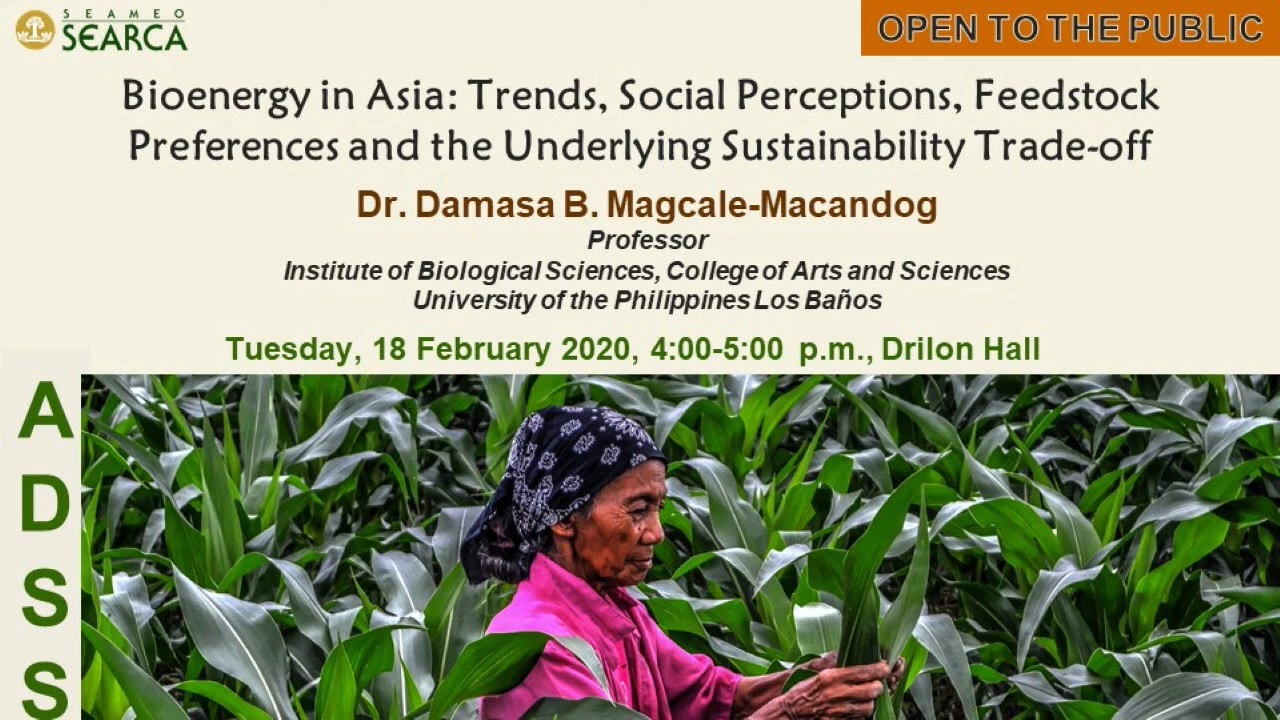 SEAMEO
SEARCA
OPEN TO THE PUBLIC
Bioenergy in Asia: Trends, Social Perceptions, Feedstock
Preferences and the Underlying Sustainability Trade-off
Dr. Damasa B. Magcale-Macandog
Professor
Institute of Biological Sciences, College of Arts and Sciences
University of the Philippines Los Baños
Tuesday, 18 February 2020, 4:00-5:00 p.m., Drilon Hall
A
D
S
S